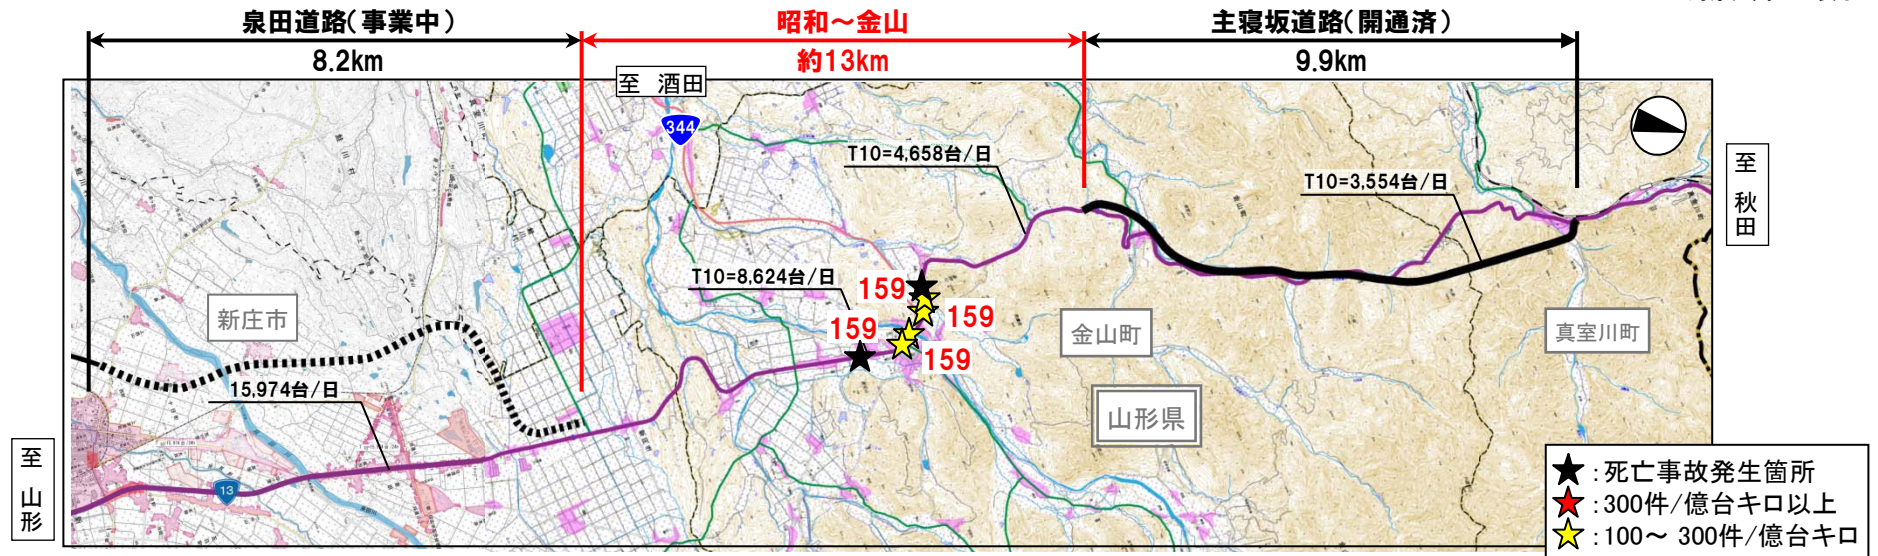 泉田道路(事業中)
昭和～金山
主寝坂道路(開通済)
8.2km
約13km
9.9km
至 酒田
344
T10=4,658台/日
T10=3,554台/日
至 秋田
T10=8,624台/日
159
159
159
159
新庄市
金山町
真室川町
15,974台/日
山形県
至 山形
13
★:死亡事故発生箇所
★:300件/億台キロ以上
★:100～ 300件/億台キロ